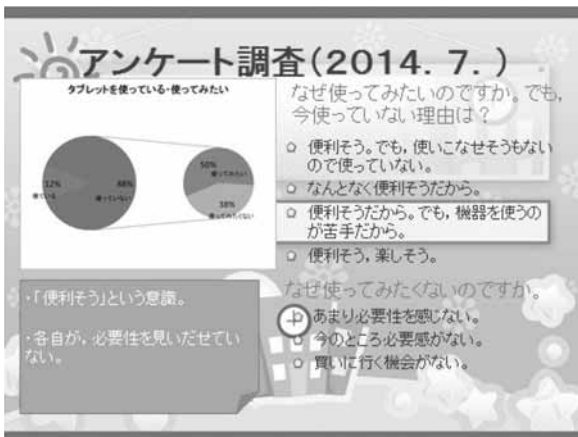 アンケート調査(2014. 7. )
タブレットを使っている・使ってみたい
12%
使っている
88%
使っていない
50%
使ってみたい
38%
使ってみたくない
なぜ使ってみたいのですか。でも,
今使っていない理由は?
便利そう。でも,使いこなせそうもない
ので使っていない。
なんとなく便利そうだから。
便利そうだから。でも,機器を使うの
が苦手だから。
便利そう,楽しそう。
・「便利そう」という意識。
・各自が,必要性を見いだせてい
ない。
なぜ使ってみたくないのですか。
あまり必要性を感じない。
今のところ必要感がない。
買いに行く機会がない。